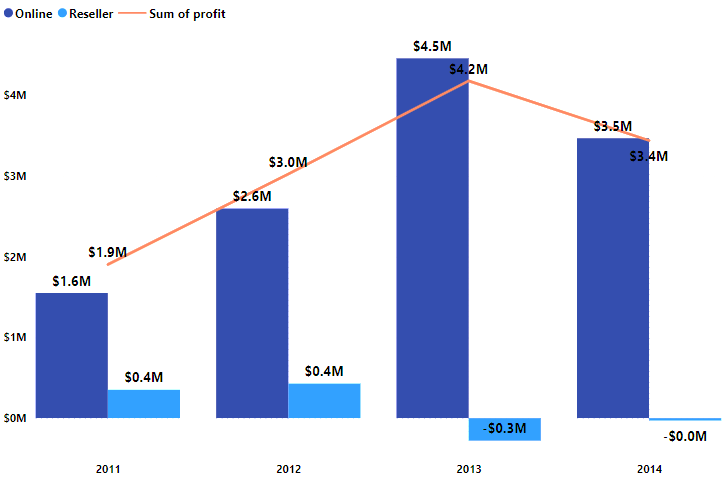 Online Reseller Sum of profit
$4.5M
$4.2M
$4M
$3.5M
$3.4M
$3.0M
$3M
$2.6M
$1.9M
$2M
$1.6M
$1M
$0.4M $0.4M
$0M
-$0.3M
-$0.0M
2011 2012 2013 2014